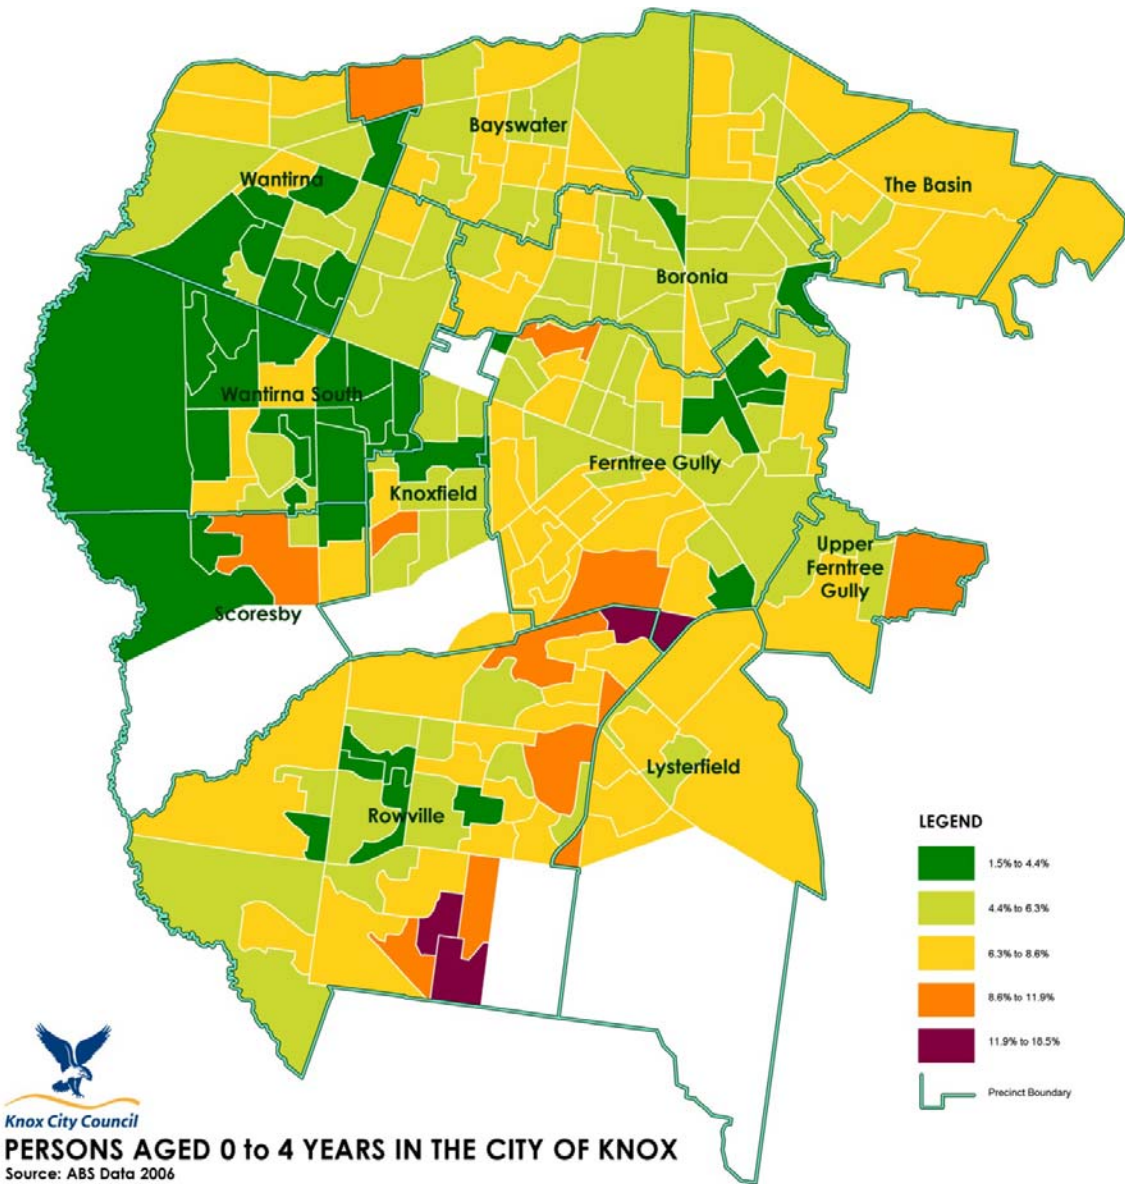 Bayswater
Wantirna
The Basin
Boronia
Wantirna South
Ferntree Gully
Knoxfield
Upper
Ferntree
Gully
Scoresby
Lysterfield
Rowville
LEGEND
1.5% to 4.4%
4.4% to 6.3%
6.3% to 8.6%
8.6% to 11.9%
11.9% to 18.5%
Precinct Boundary
Knox City Council
PERSONS AGED 0 to 4 YEARS IN THE CITY OF KNOX
Source: ABS Data 2006